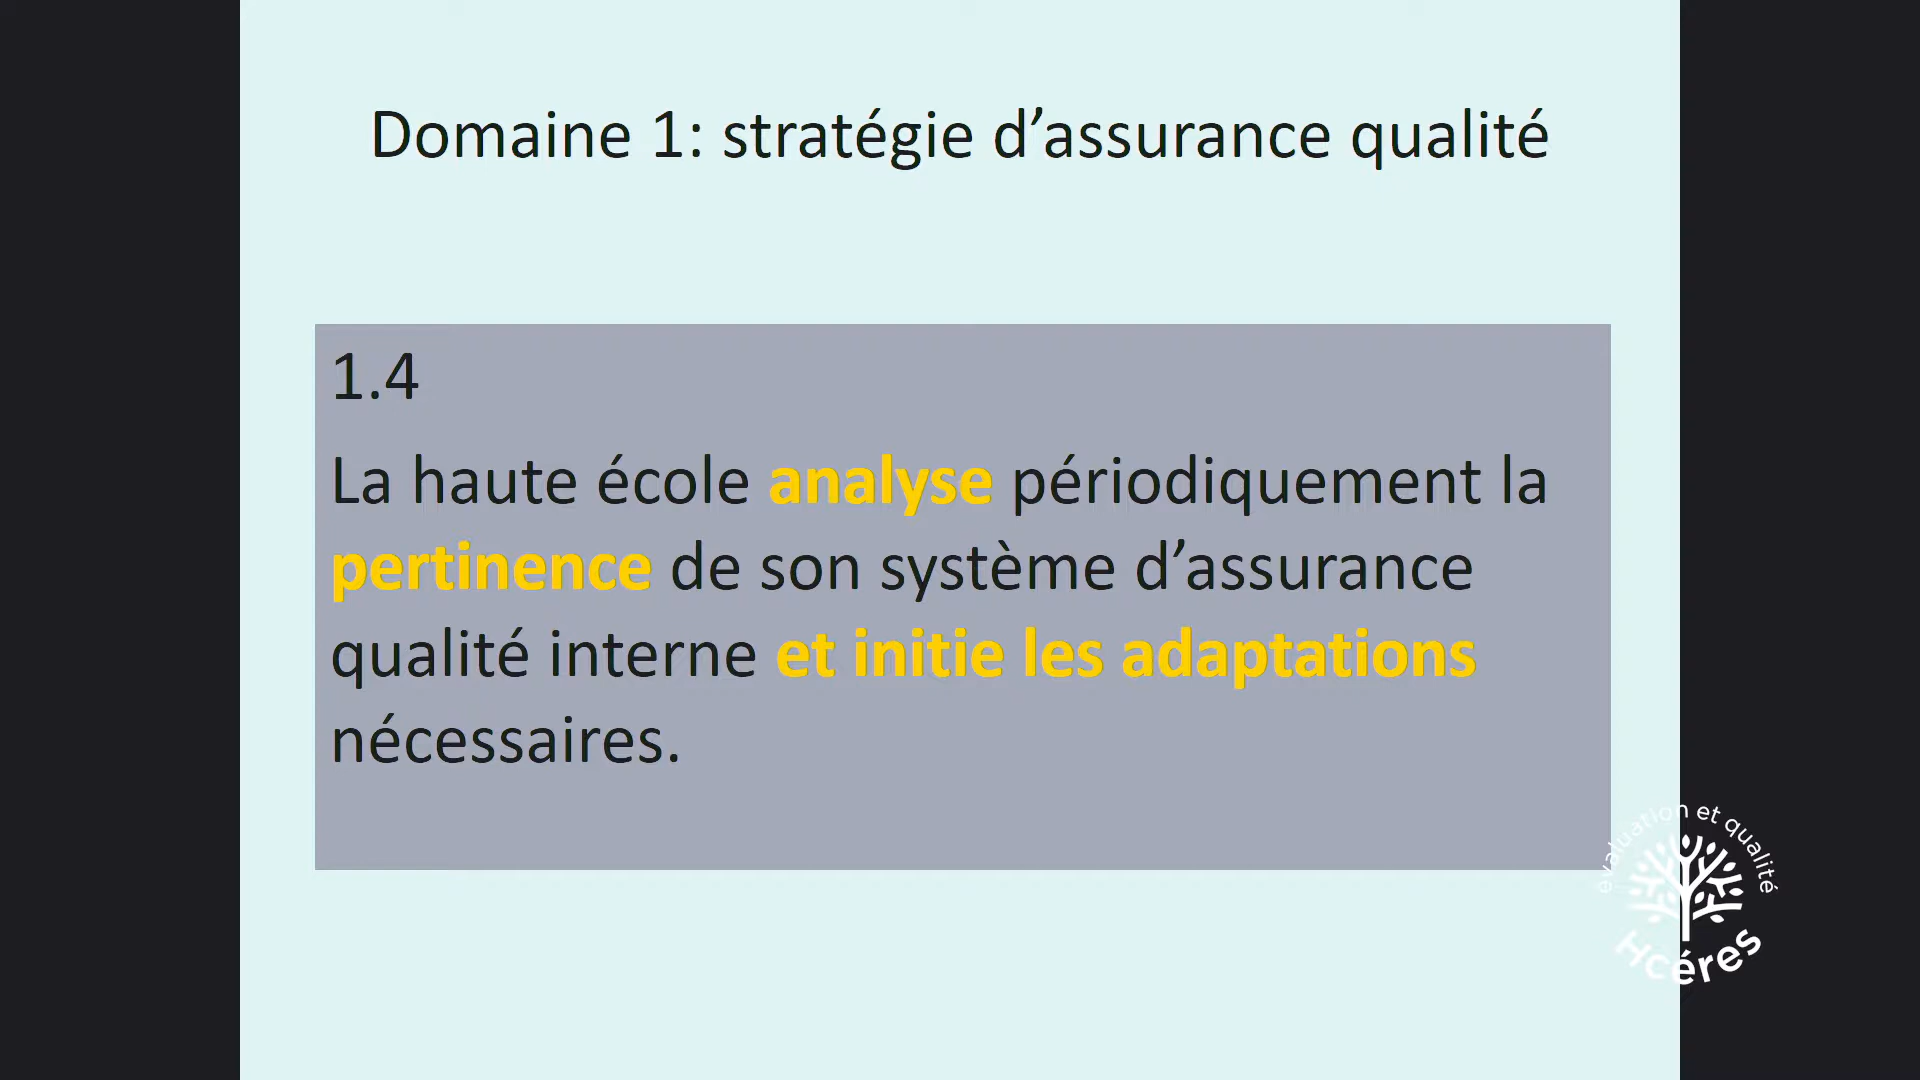 Domaine 1: stratégie d’assurance qualité
1.4
La haute école analyse périodiquement la
pertinence de son système d’assurance
qualité interne et initie les adaptations
nécessaires.
évaluation et qualité
Hcéres